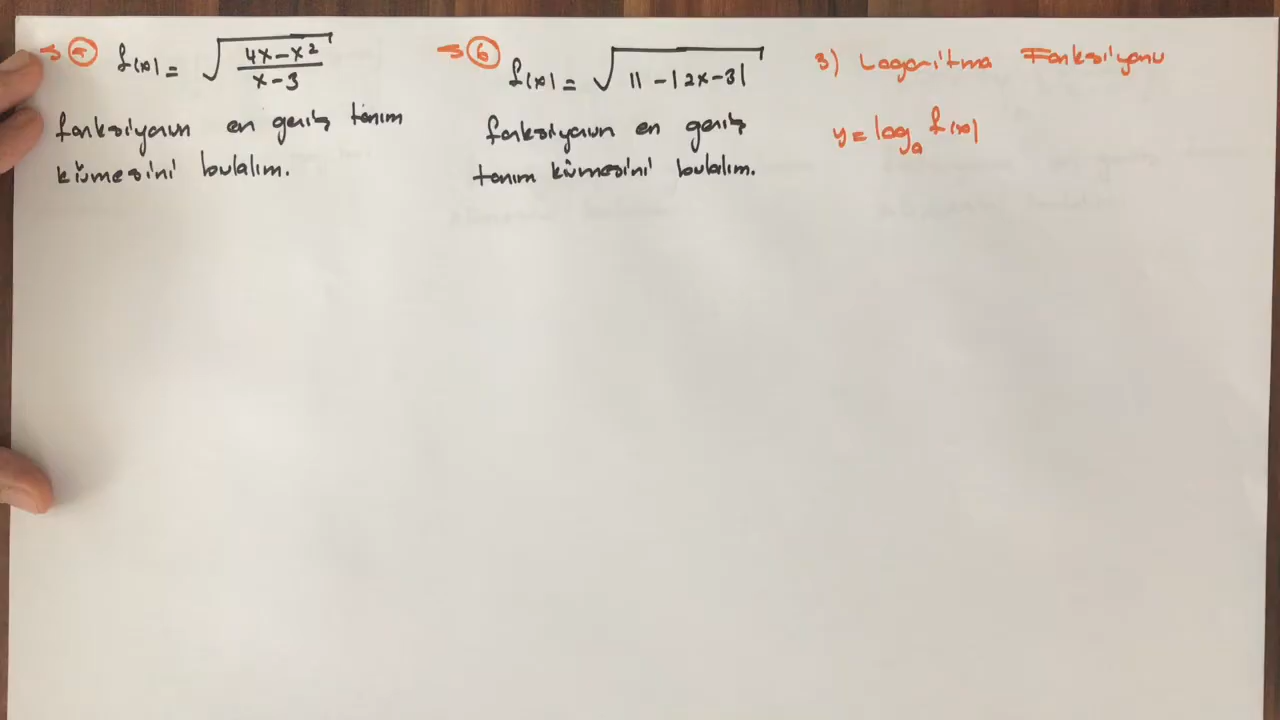 → 5 f(x) = √((4x-x²)/(x-3))
fonksiyonun en geniş tanım
kümesini bulalım.
→ 6 f(x) = √(11-|2x-3|)
fonksiyonun en geniş
tanım kümesini bulalım.
3) Logaritma Fonksiyonu
y = logₐ f(x)